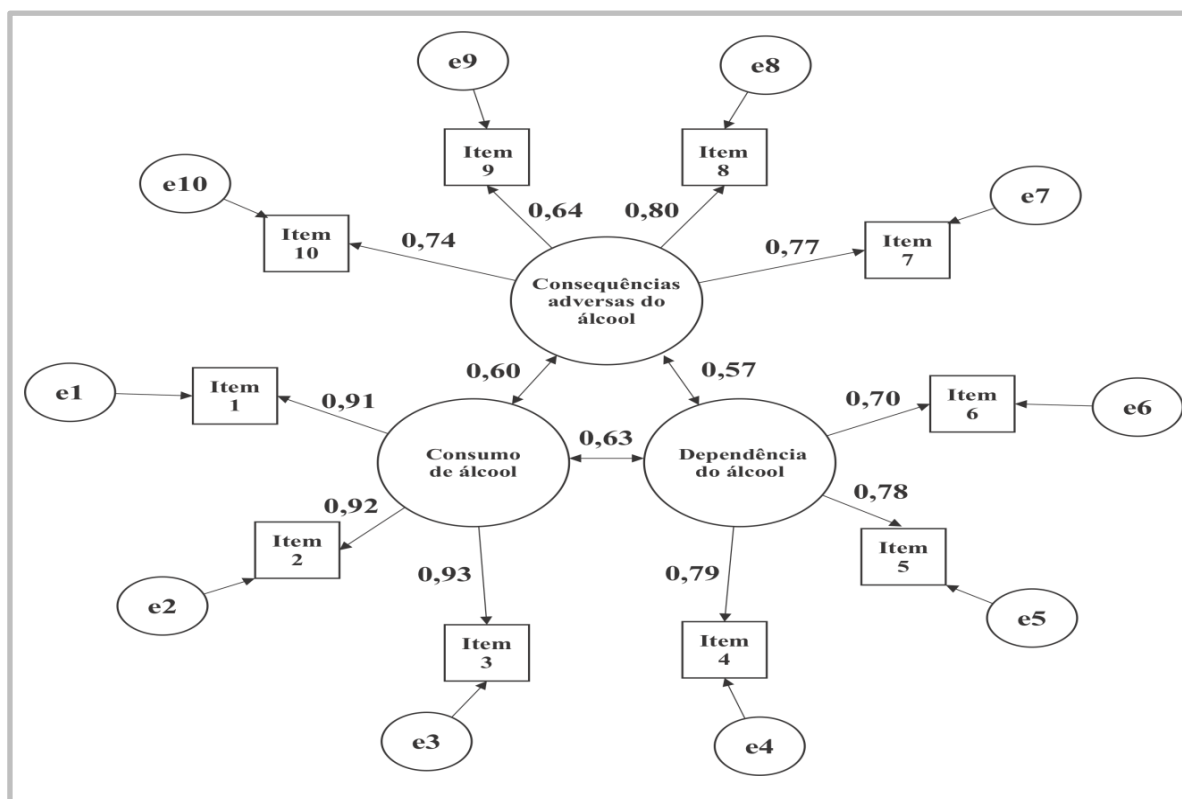 e9
e8
Item
9
Item
8
e10
e7
Item
10
Item
7
0,64
0,80
0,74
0,77
Consequências
adversas do
álcool
e1
Item
1
0,91
0,60
0,57
0,70
Item
6
e6
0,63
Consumo
de álcool
Dependência
do álcool
0,92
0,78
Item
2
Item
5
e2
e5
0,93
0,79
Item
3
Item
4
e3
e4